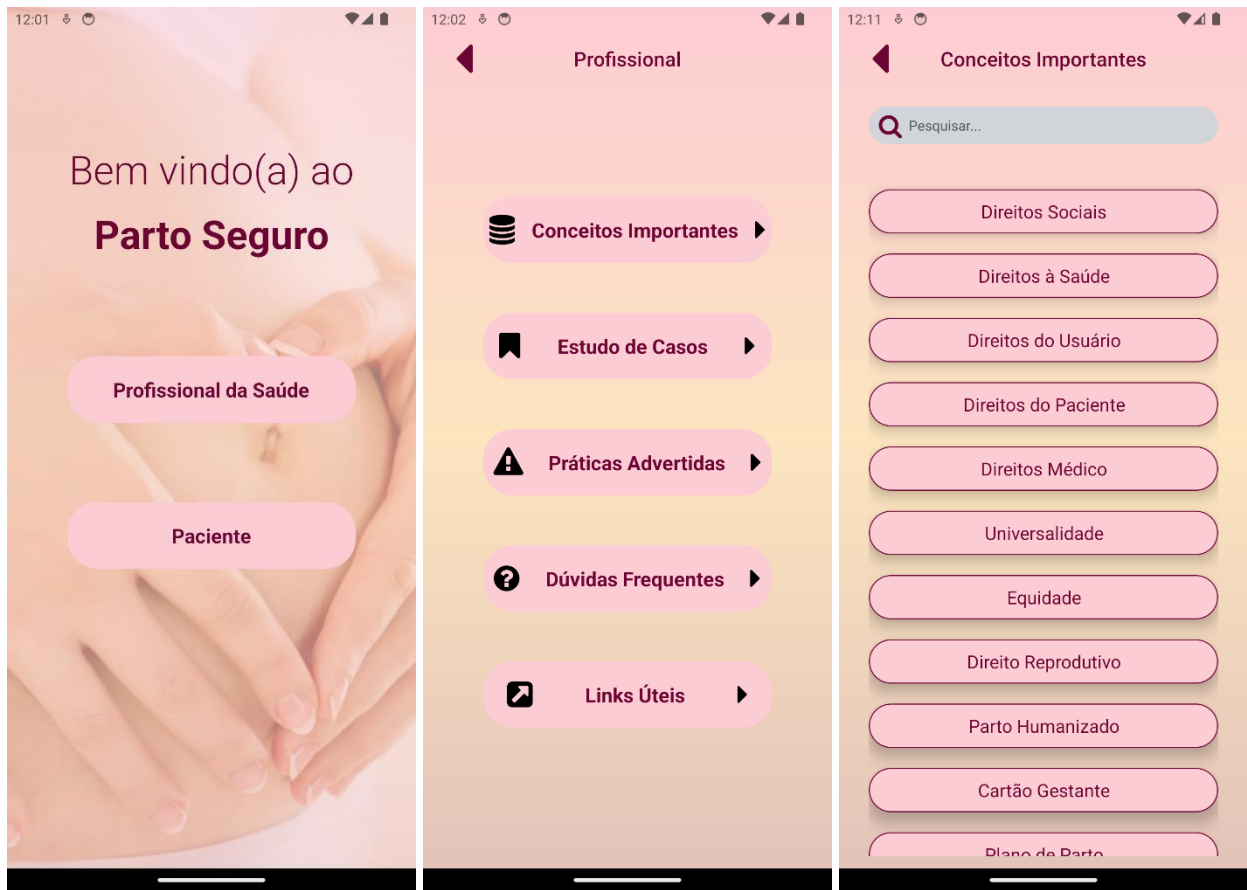 12:01
Bem vindo(a) ao
Parto Seguro
Profissional da Saúde
Paciente
12:02
Profissional
Conceitos Importantes
Estudo de Casos
Práticas Advertidas
Dúvidas Frequentes
Links Úteis
12:11
Conceitos Importantes
Pesquisar...
Direitos Sociais
Direitos à Saúde
Direitos do Usuário
Direitos do Paciente
Direitos Médico
Universalidade
Equidade
Direito Reprodutivo
Parto Humanizado
Cartão Gestante
Plano de Parto